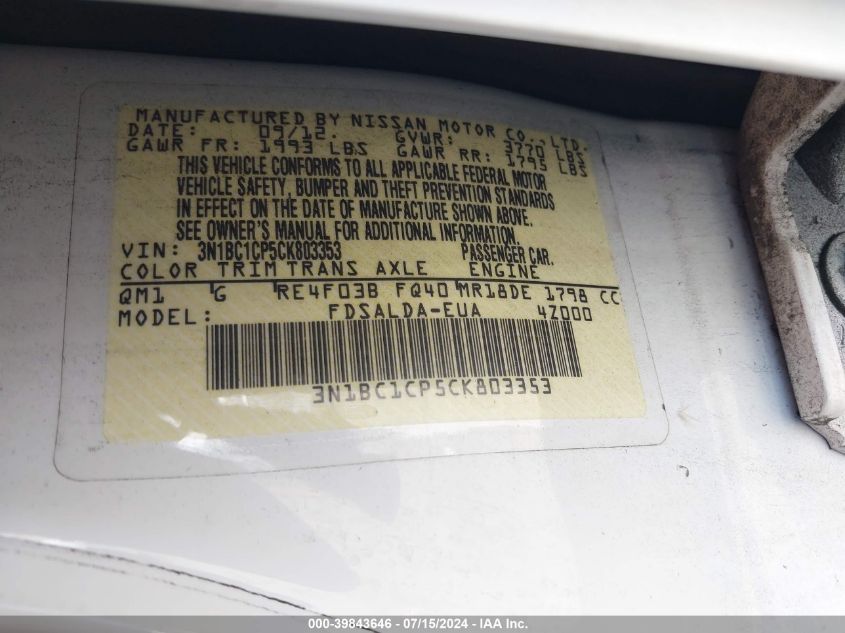 MANUFACTURED BY NISSAN MOTOR CO., LTD.
DATE: 09/12. GVWR: 3770 LBS
GAWR FR: 1993 LBS GAWR RR: 1795 LBS
THIS VEHICLE CONFORMS TO ALL APPLICABLE FEDERAL MOTOR
VEHICLE SAFETY, BUMPER AND THEFT PREVENTION STANDARDS
IN EFFECT ON THE DATE OF MANUFACTURE SHOWN ABOVE.
SEE OWNER'S MANUAL FOR ADDITIONAL INFORMATION.
VIN: 3N1BC1CP5CK803353 PASSENGER CAR.
COLOR TRIM TRANS AXLE ENGINE
QM1 G RE4F03B FQ40 MR18DE 1798 CC
MODEL: FDSALDA-EUA 4Z000
3N1BC1CP5CK803353
000-39843646 07/15/2024 - IAA Inc.